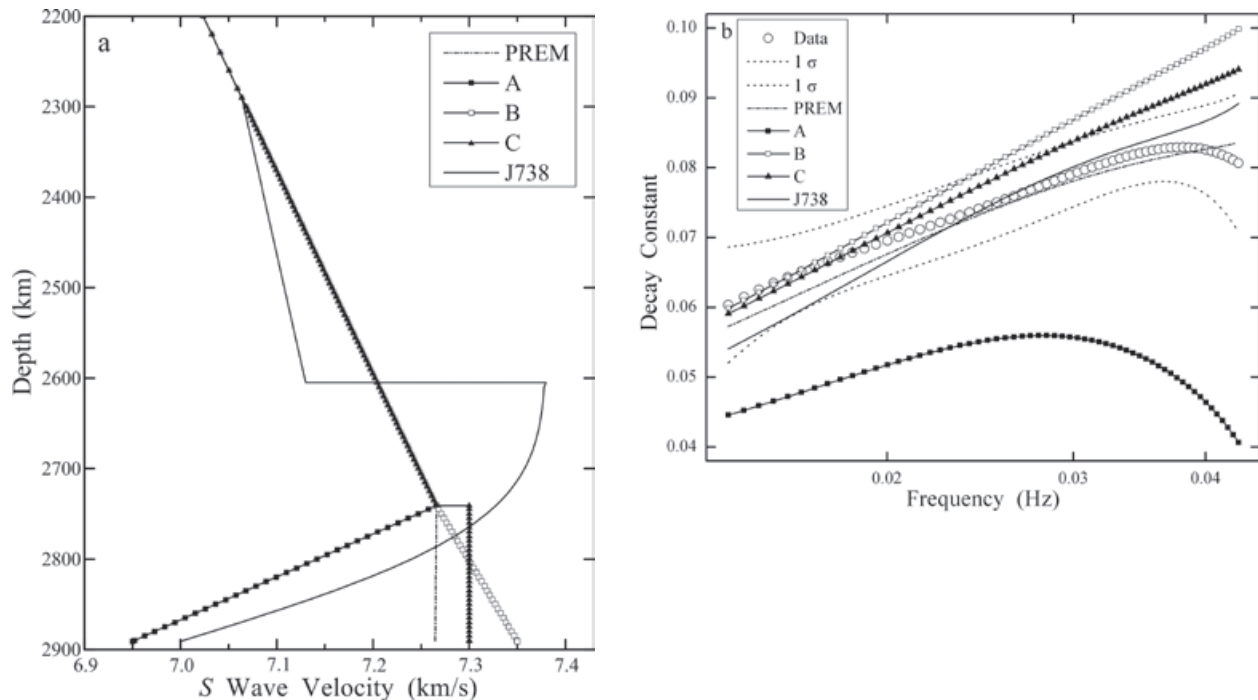 a
2200
2300
2400
2500
2600
2700
2800
2900
Depth (km)
6.9
7.0
7.1
7.2
7.3
7.4
S Wave Velocity (km/s)
PREM
A
B
C
J738
b
0.10
0.09
0.08
0.07
0.06
0.05
0.04
Decay Constant
0.02
0.03
0.04
Frequency (Hz)
Data
1 σ
1 σ
PREM
A
B
C
J738